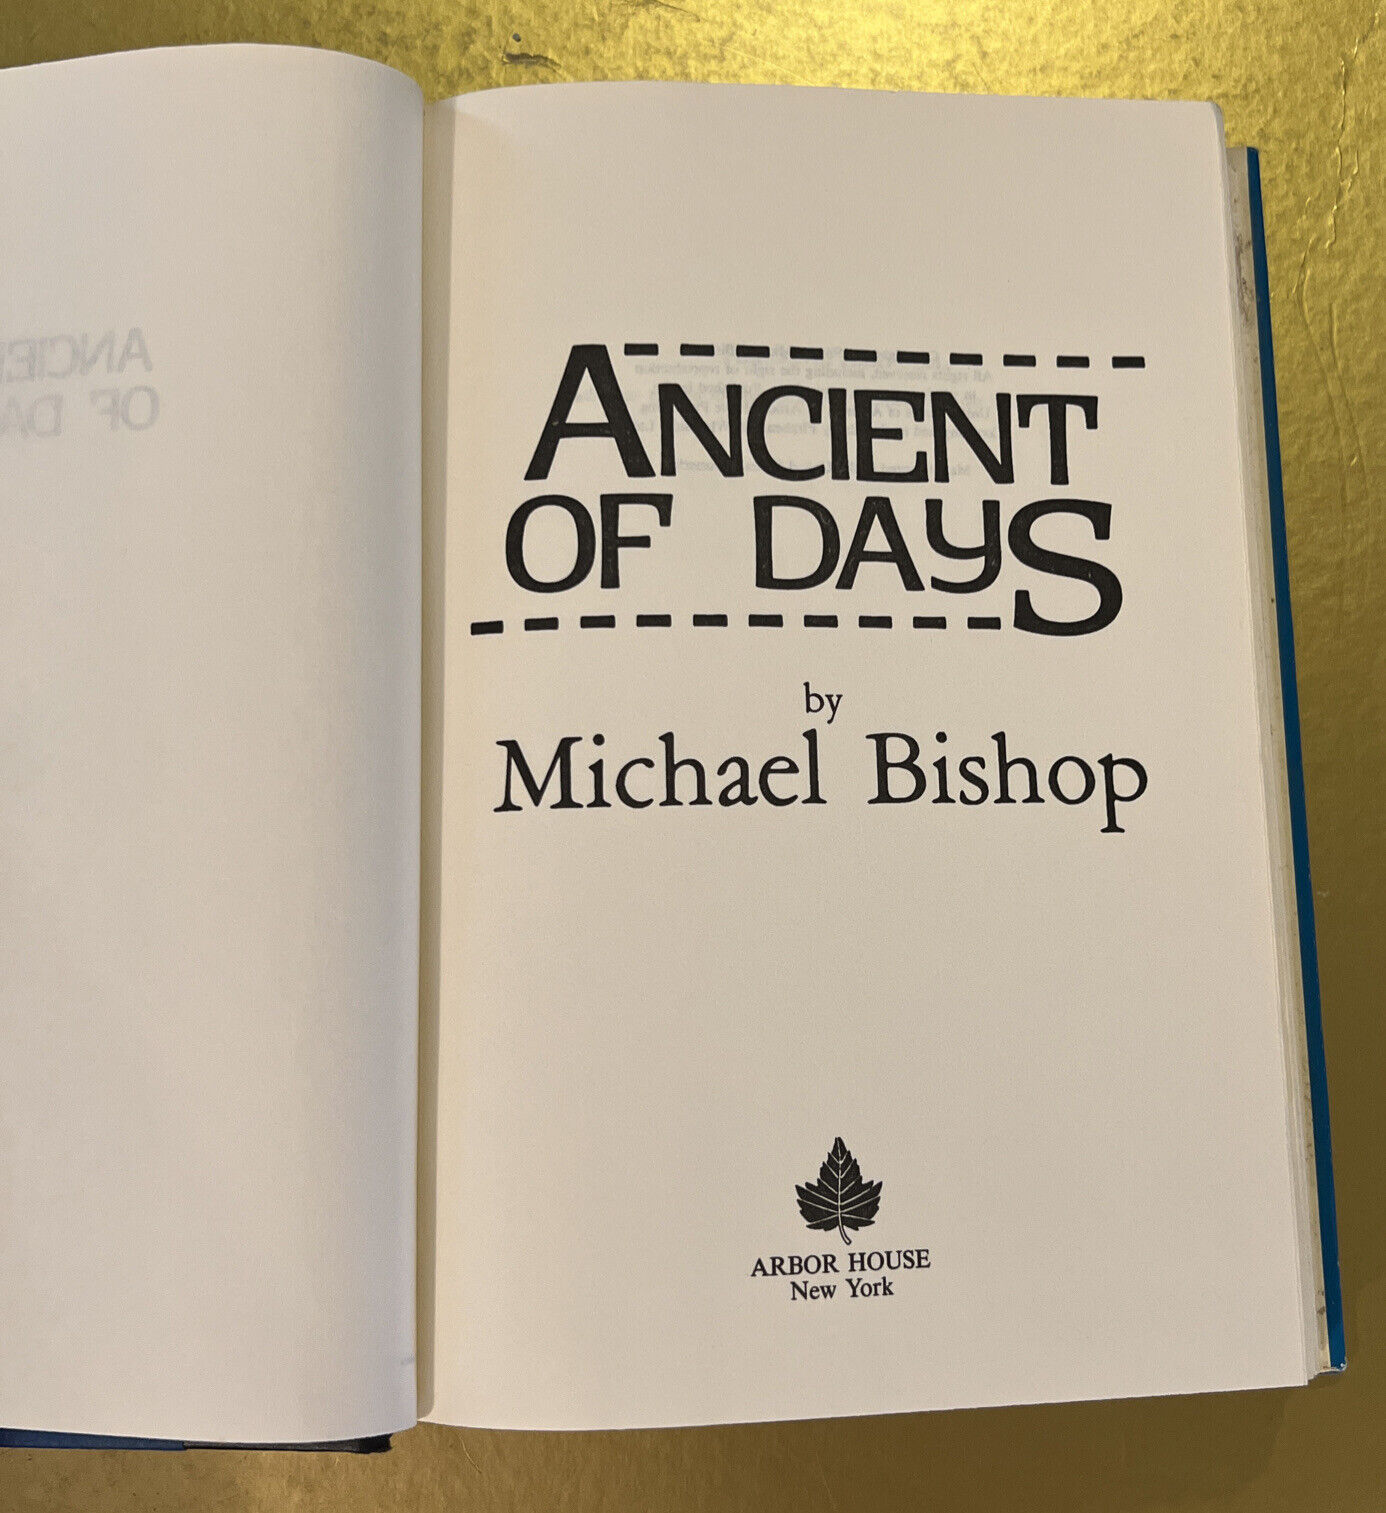 ANCIENT
OF DAYS
by
Michael Bishop
ARBOR HOUSE
New York